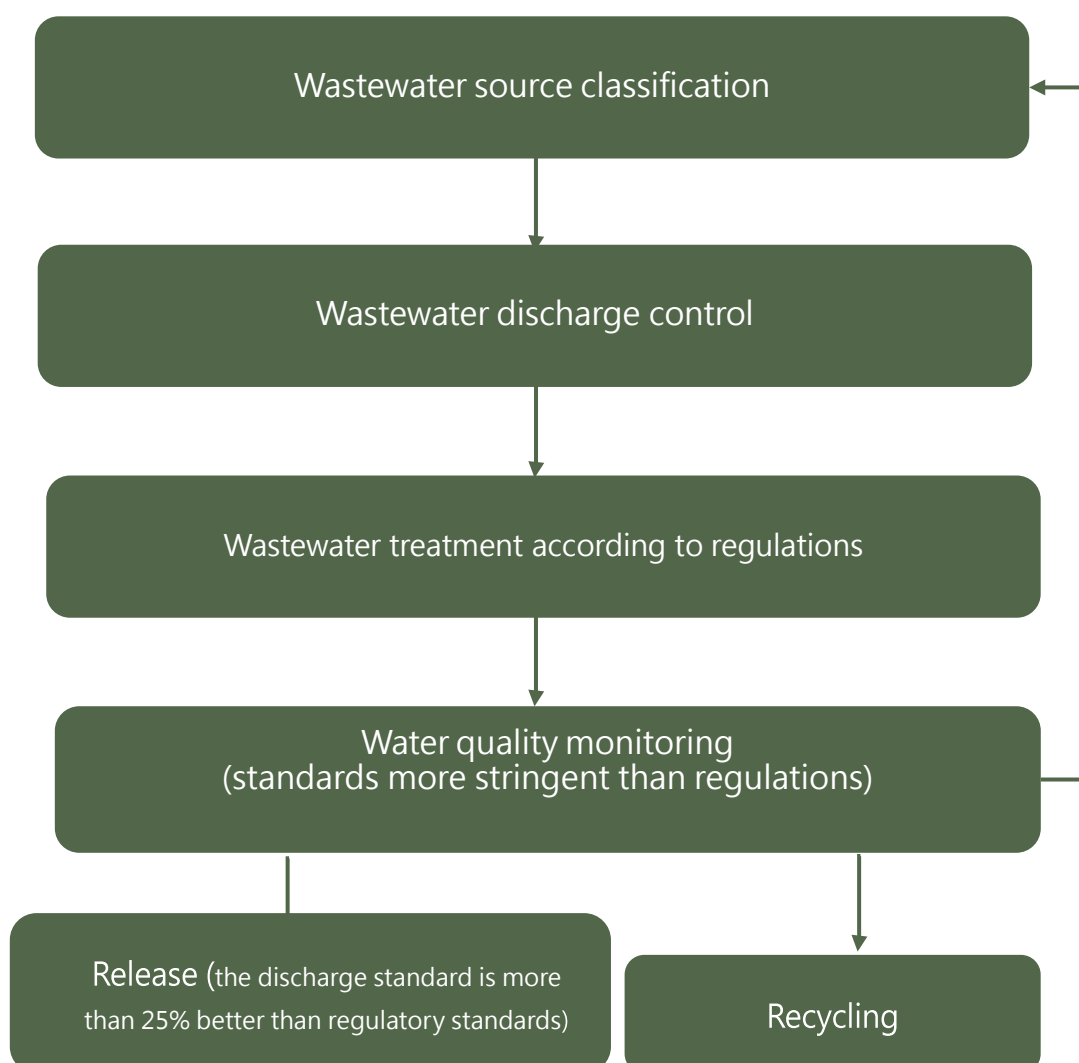 Wastewater source classification
Wastewater discharge control
Wastewater treatment according to regulations
Water quality monitoring
(standards more stringent than regulations)
Release (the discharge standard is more
than 25% better than regulatory standards)
Recycling